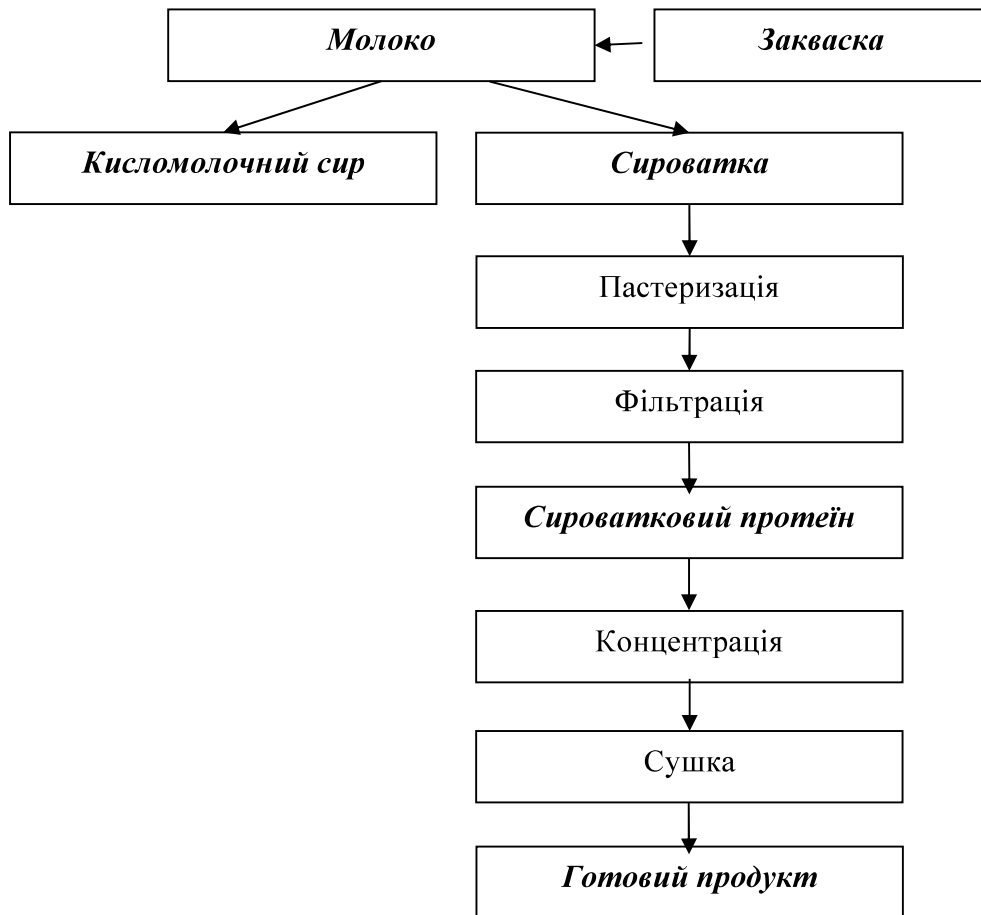 Молоко
Закваска
Кисломолочний сир
Сироватка
Пастеризація
Фільтрація
Сироватковий протеїн
Концентрація
Сушка
Готовий продукт